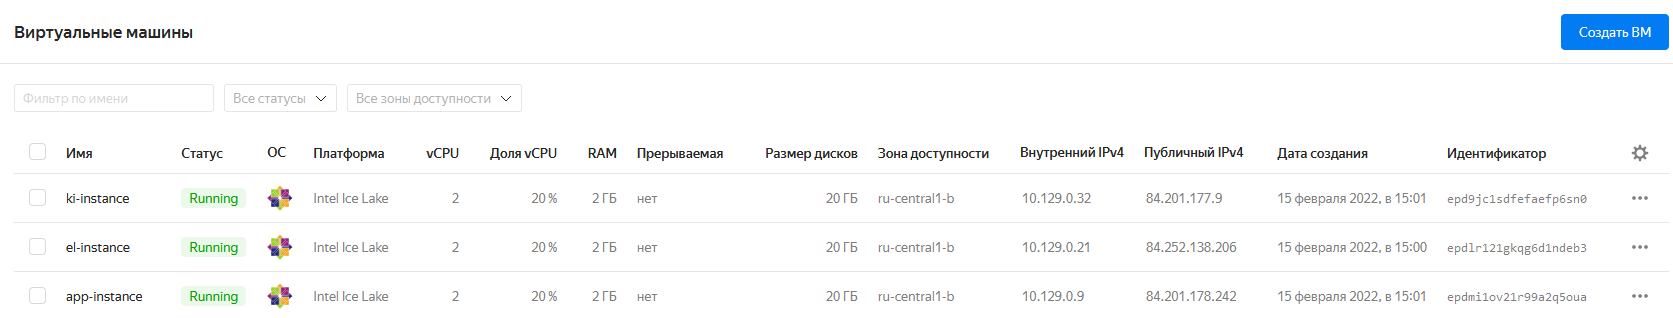 Виртуальные машины
Создать ВМ
Фильтр по имени Все статусы Все зоны доступности
Имя Статус ОС Платформа vCPU Доля vCPU RAM Прерываемая Размер дисков Зона доступности Внутренний IPv4 Публичный IPv4 Дата создания Идентификатор
ki-instance Running Intel Ice Lake 2 20 % 2 ГБ нет 20 ГБ ru-central1-b 10.129.0.32 84.201.177.9 15 февраля 2022, в 15:01 epd9jc1sdfefaefp6sn0
el-instance Running Intel Ice Lake 2 20 % 2 ГБ нет 20 ГБ ru-central1-b 10.129.0.21 84.252.138.206 15 февраля 2022, в 15:00 epdlr121gkqg6d1ndeb3
app-instance Running Intel Ice Lake 2 20 % 2 ГБ нет 20 ГБ ru-central1-b 10.129.0.9 84.201.178.242 15 февраля 2022, в 15:01 epdmi1ov21r99a2q5oua